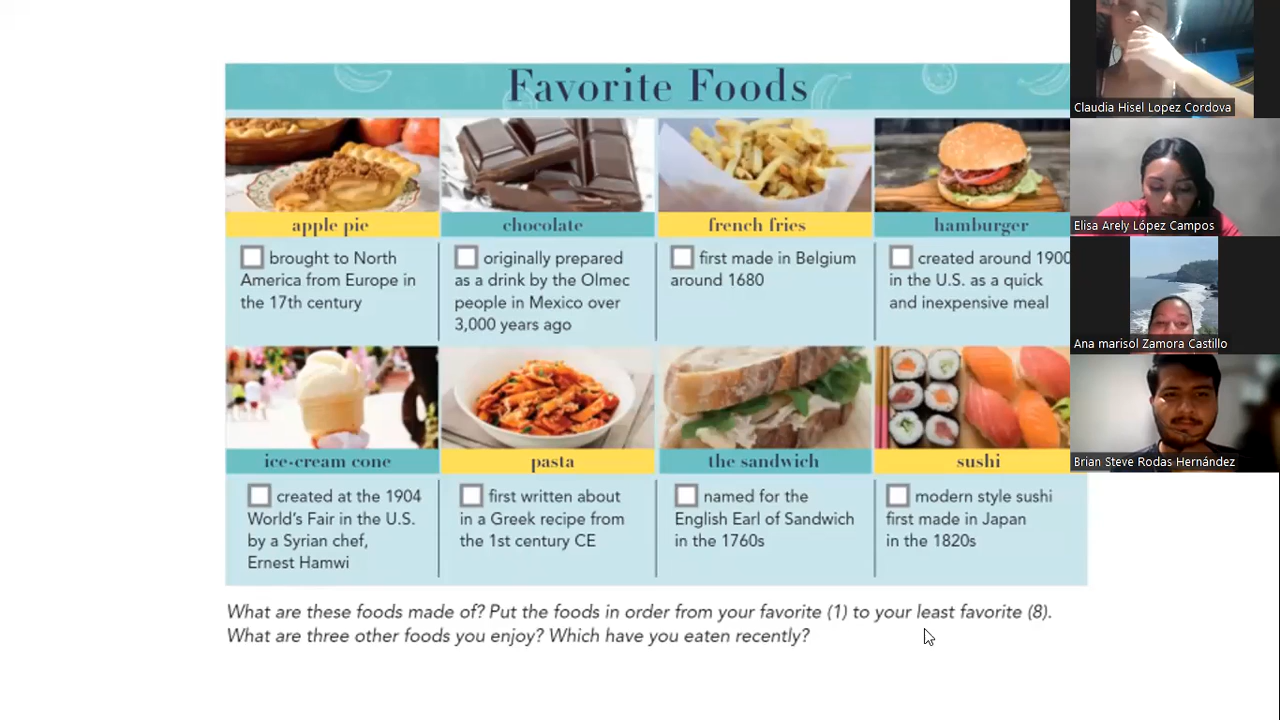 Favorite Foods
apple pie
brought to North
America from Europe in
the 17th century
chocolate
originally prepared
as a drink by the Olmec
people in Mexico over
3,000 years ago
french fries
first made in Belgium
around 1680
hamburger
created around 1900
in the U.S. as a quick
and inexpensive meal
ice-cream cone
created at the 1904
World's Fair in the U.S.
by a Syrian chef,
Ernest Hamwi
pasta
first written about
in a Greek recipe from
the 1st century CE
the sandwich
named for the
English Earl of Sandwich
in the 1760s
sushi
modern style sushi
first made in Japan
in the 1820s
What are these foods made of? Put the foods in order from your favorite (1) to your least favorite (8).
What are three other foods you enjoy? Which have you eaten recently?
Claudia Hisel Lopez Cordova
Elisa Arely López Campos
Ana marisol Zamora Castillo
Brian Steve Rodas Hernández